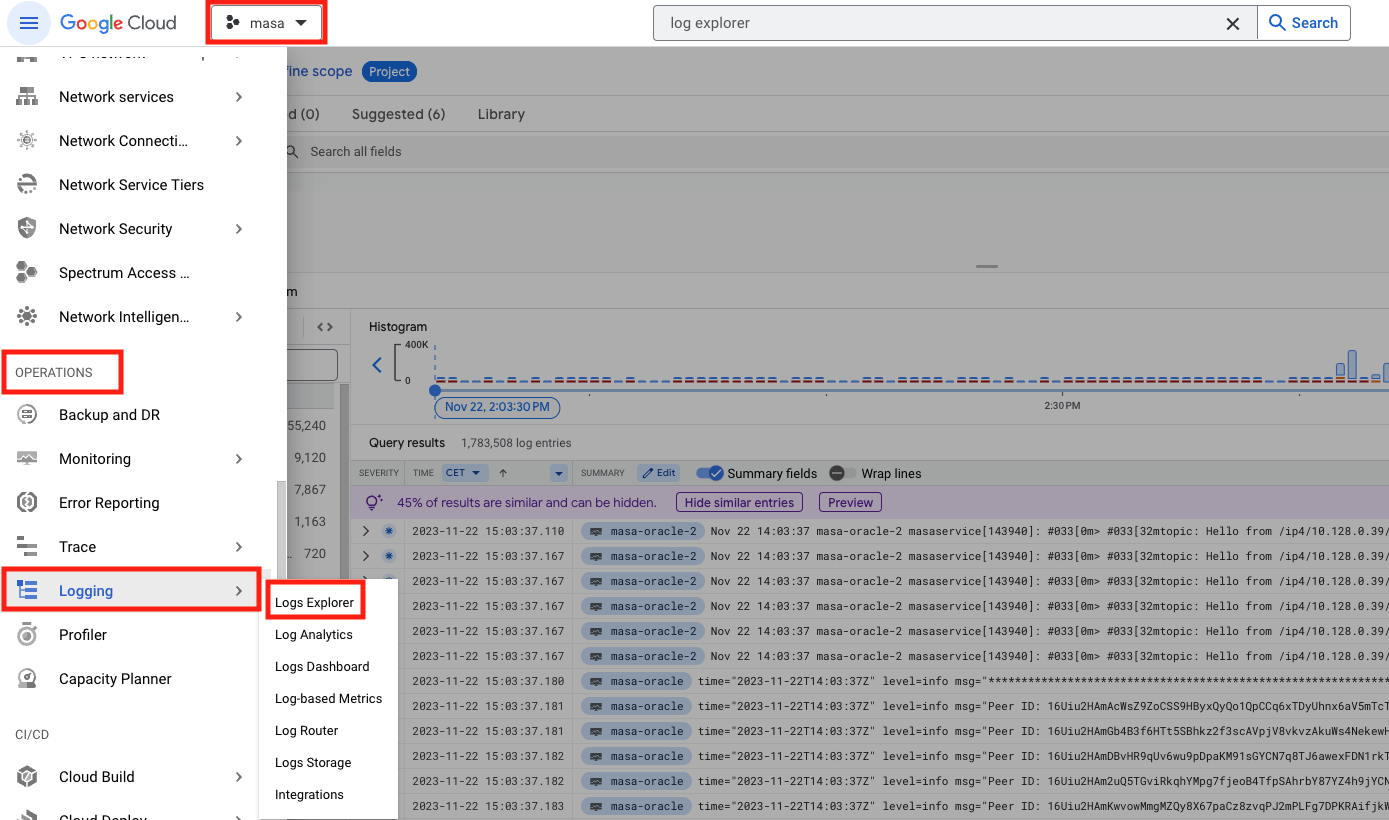 Google Cloud
masa
log explorer
Search
Network services
Network Connecti…
Network Service Tiers
Network Security
Spectrum Access …
Network Intelligen…
OPERATIONS
Backup and DR
Monitoring
Error Reporting
Trace
Logging
Profiler
Capacity Planner
CI/CD
Cloud Build
Cloud Deploy
Logs Explorer
Log Analytics
Logs Dashboard
Log-based Metrics
Log Router
Logs Storage
Integrations
scope Project
(0) Suggested (6) Library
Search all fields
Histogram
400K
0
Nov 22, 2:03:30 PM
2:30 PM
55,240
9,120
7,867
1,163
720
Query results 1,783,508 log entries
SEVERITY TIME CET SUMMARY Edit Summary fields Wrap lines
45% of results are similar and can be hidden. Hide similar entries Preview
2023-11-22 15:03:37.110 masa-oracle-2 Nov 22 14:03:37 masa-oracle-2 masaservice[143940]: #033[0m> #033[32mtopic: Hello from /ip4/10.128.0.39/
2023-11-22 15:03:37.167 masa-oracle-2 Nov 22 14:03:37 masa-oracle-2 masaservice[143940]: #033[0m> #033[32mtopic: Hello from /ip4/10.128.0.39/
2023-11-22 15:03:37.167 masa-oracle-2 Nov 22 14:03:37 masa-oracle-2 masaservice[143940]: #033[0m> #033[32mtopic: Hello from /ip4/10.128.0.39/
2023-11-22 15:03:37.167 masa-oracle-2 Nov 22 14:03:37 masa-oracle-2 masaservice[143940]: #033[0m> #033[32mtopic: Hello from /ip4/10.128.0.39/
2023-11-22 15:03:37.167 masa-oracle-2 Nov 22 14:03:37 masa-oracle-2 masaservice[143940]: #033[0m> #033[32mtopic: Hello from /ip4/10.128.0.39/
2023-11-22 15:03:37.167 masa-oracle-2 Nov 22 14:03:37 masa-oracle-2 masaservice[143940]: #033[0m> #033[32mtopic: Hello from /ip4/10.128.0.39/
2023-11-22 15:03:37.180 masa-oracle time="2023-11-22T14:03:37Z" level=info msg="**************************************************
2023-11-22 15:03:37.181 masa-oracle time="2023-11-22T14:03:37Z" level=info msg="Peer ID: 16Uiu2HAmAcWsZ9ZoCSS9HByxQyQo1QpCCq6xTDyUhnx6aV5mTcT
2023-11-22 15:03:37.181 masa-oracle time="2023-11-22T14:03:37Z" level=info msg="Peer ID: 16Uiu2HAmGb4B3f6HTt5SBhkz2f3scAVpjV8vkvzAkuWs4NekewH
2023-11-22 15:03:37.182 masa-oracle time="2023-11-22T14:03:37Z" level=info msg="Peer ID: 16Uiu2HAmDBvHR9qUv6wu9pDpaKM91sGYCN7q8TJ6awexFDN1rkT
2023-11-22 15:03:37.182 masa-oracle time="2023-11-22T14:03:37Z" level=info msg="Peer ID: 16Uiu2HAm2uQ5TGviRkqhYMpg7fjeoB4TfpSAhrbY87YZ4h9jYCN
2023-11-22 15:03:37.183 masa-oracle time="2023-11-22T14:03:37Z" level=info msg="Peer ID: 16Uiu2HAmKwvowMmgMZQy8X67paCz8zvqPJ2mPLFg7DPKRAifjkW